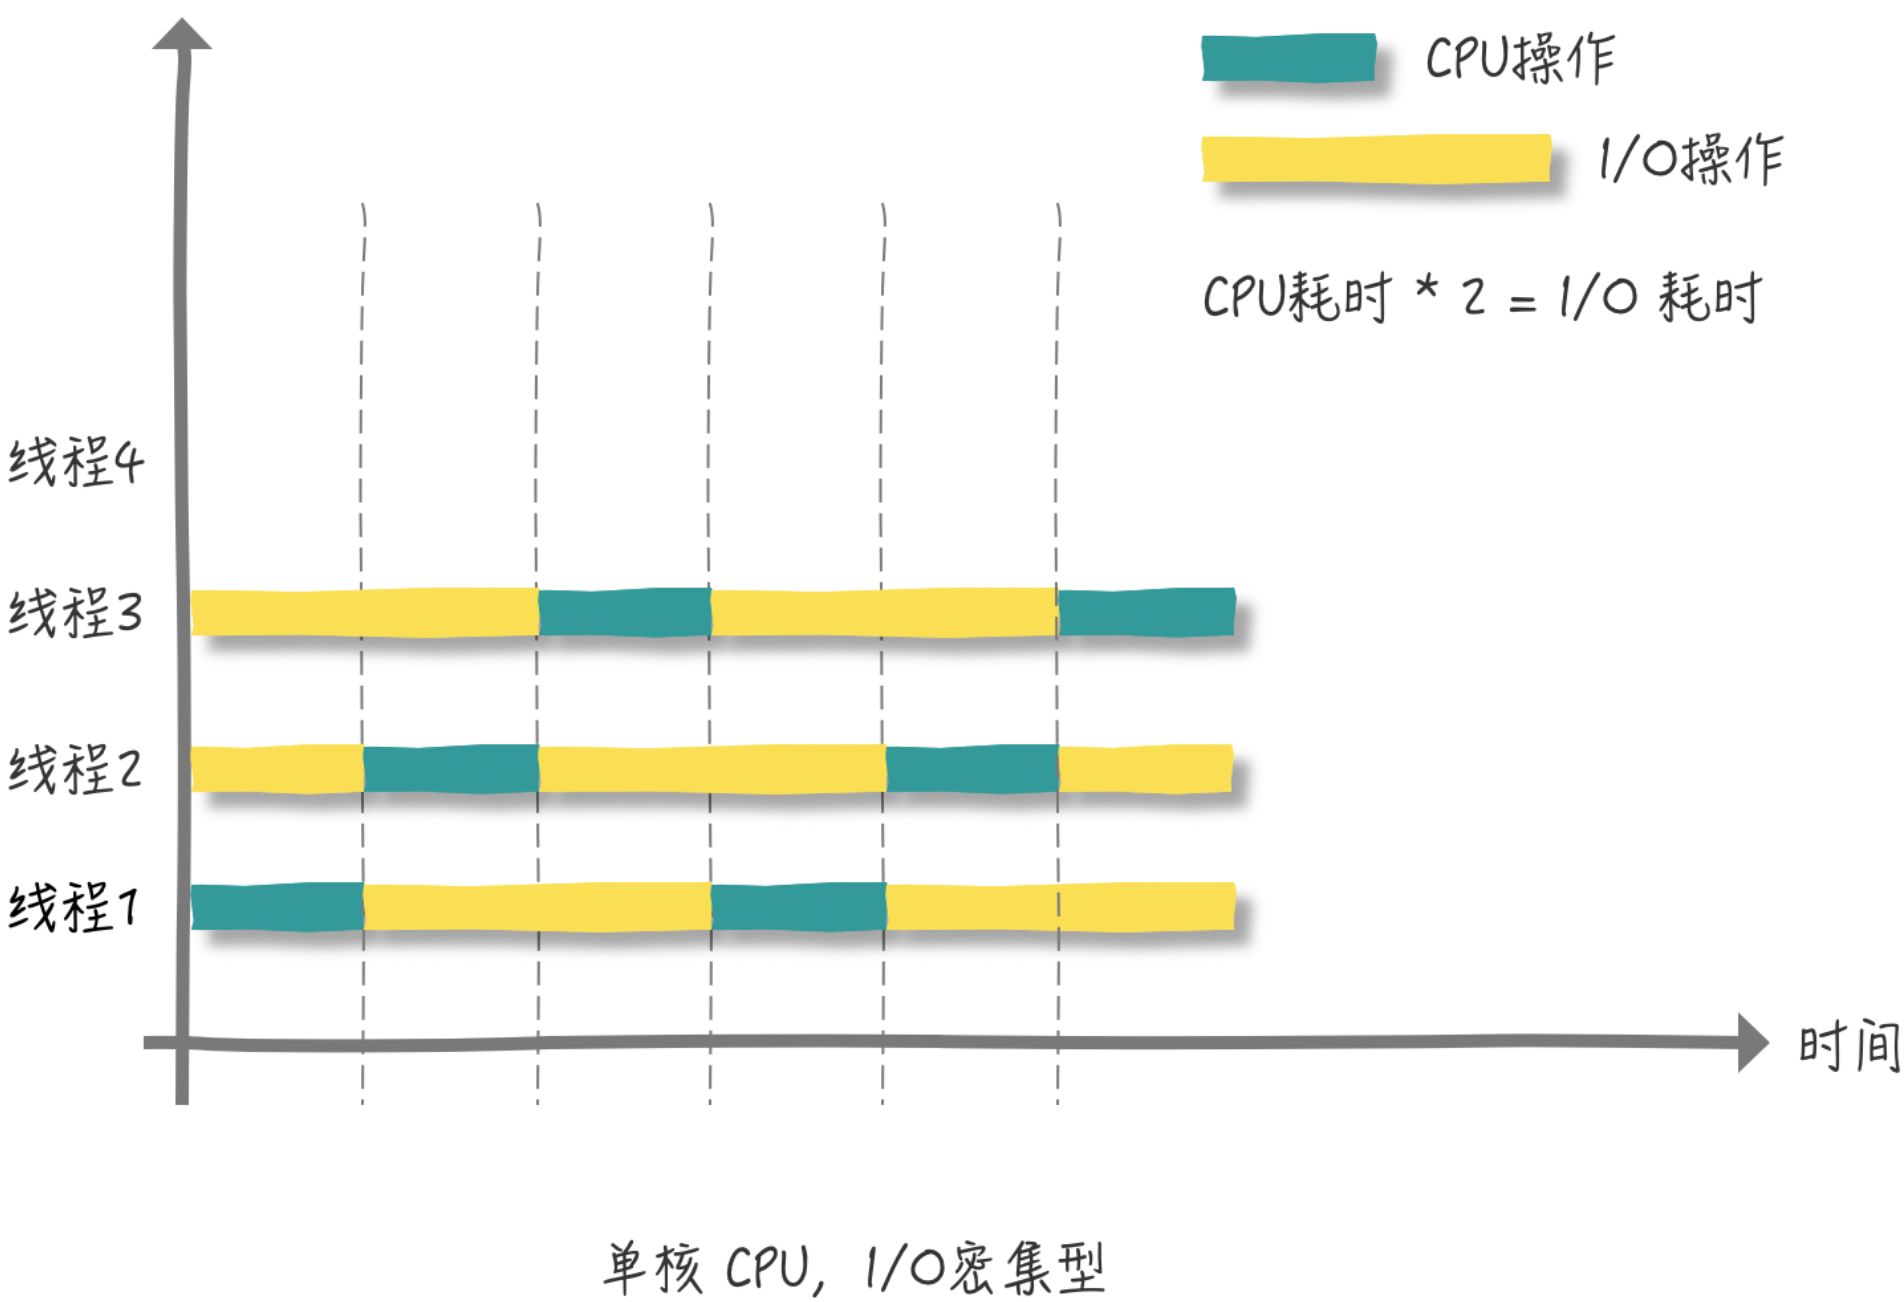 CPU操作
I/O操作
CPU耗时 * 2 = I/O 耗时
线程4
线程3
线程2
线程1
时间
单核 CPU, I/O密集型